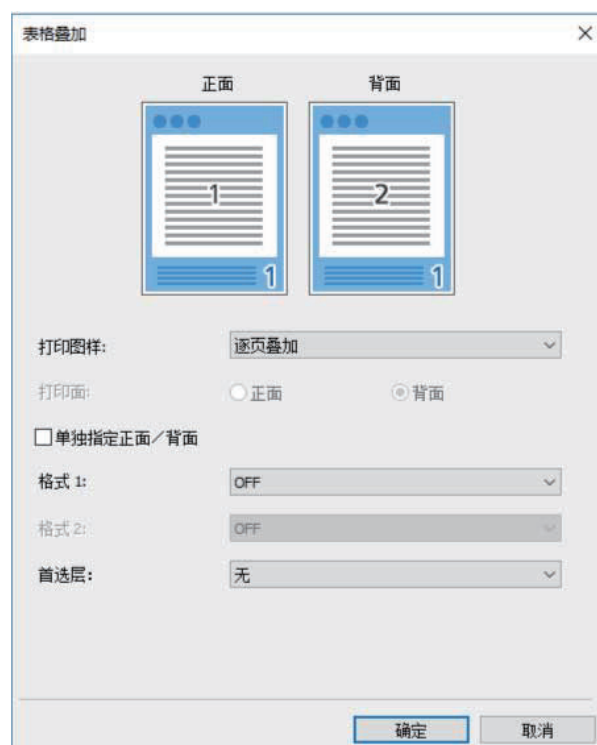 表格叠加
正面 背面
1 2
1 1
打印图样: 逐页叠加
打印面: 正面 背面
单独指定正面/背面
格式 1: OFF
格式 2: OFF
首选层: 无
确定 取消